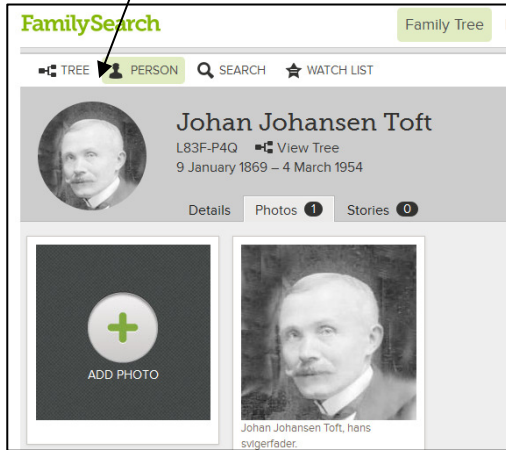 FamilySearch
Family Tree
TREE PERSON SEARCH WATCH LIST
Johan Johansen Toft
L83F-P4Q View Tree
9 January 1869 – 4 March 1954
Details Photos 1 Stories 0
ADD PHOTO
Johan Johansen Toft, hans
svigerfader.